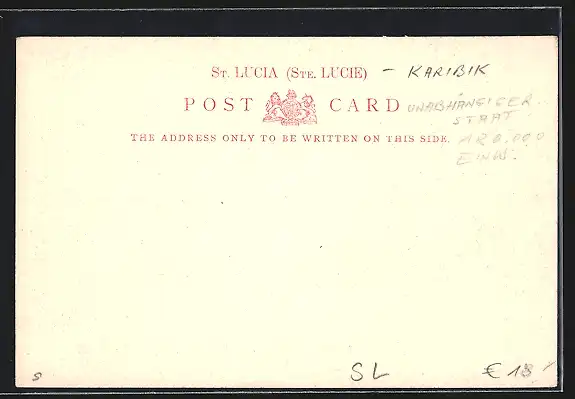 St. LUCIA (Ste. LUCIE) – KARIBIK
POST CARD
UNABHÄNGIGER
STAAT
THE ADDRESS ONLY TO BE WRITTEN ON THIS SIDE.
EINW.
S
SL
€ 18